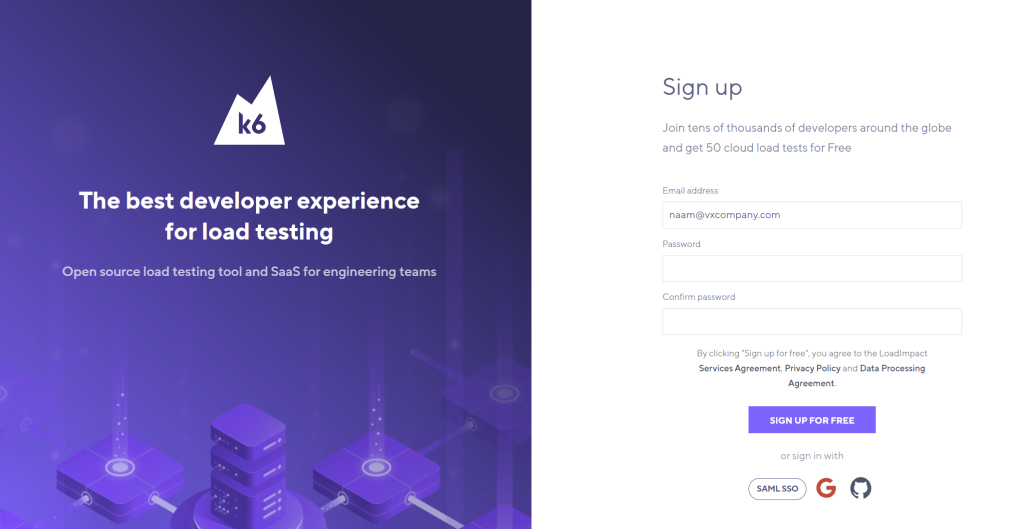 k6
The best developer experience
for load testing
Open source load testing tool and SaaS for engineering teams
Sign up
Join tens of thousands of developers around the globe
and get 50 cloud load tests for Free
Email address
naam@vxcompany.com
Password
Confirm password
By clicking "Sign up for free", you agree to the LoadImpact
Services Agreement, Privacy Policy and Data Processing
Agreement.
SIGN UP FOR FREE
or sign in with
SAML SSO
G